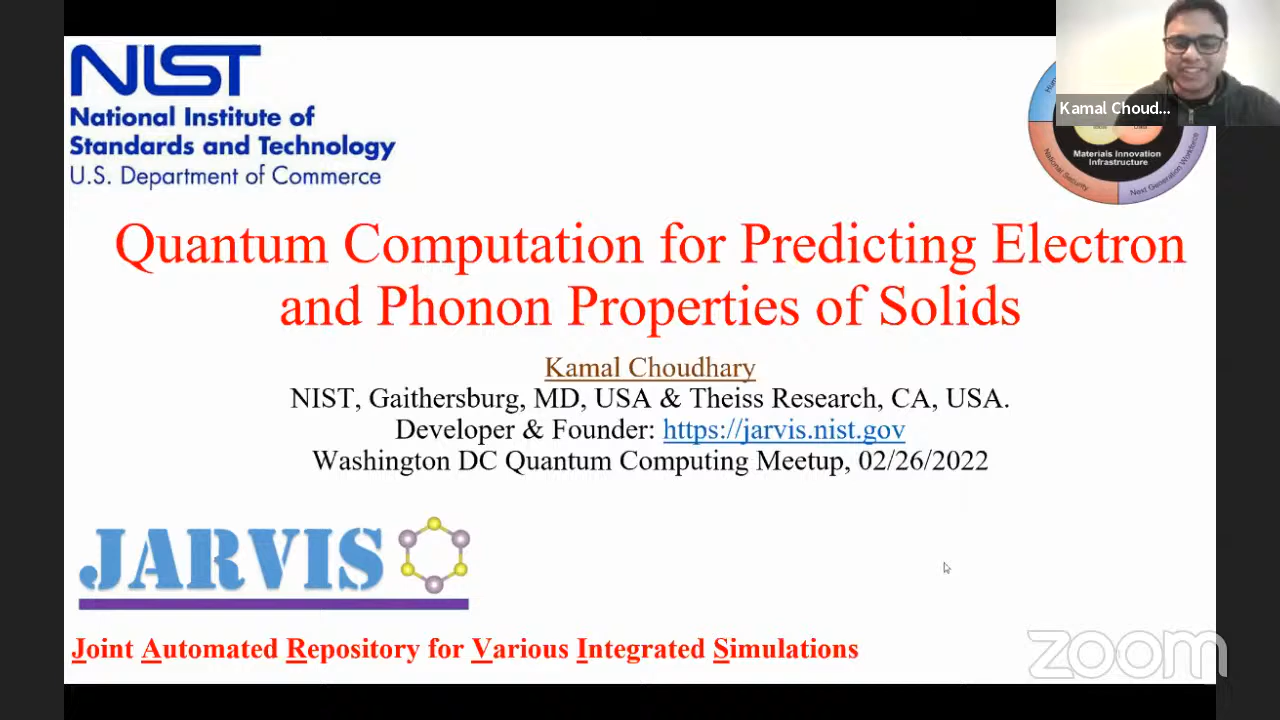 NIST
National Institute of
Standards and Technology
U.S. Department of Commerce
Kamal Choud...
Materials Innovation
Infrastructure
National Security
Next Generation Workforce
Quantum Computation for Predicting Electron
and Phonon Properties of Solids
Kamal Choudhary
NIST, Gaithersburg, MD, USA & Theiss Research, CA, USA.
Developer & Founder: https://jarvis.nist.gov
Washington DC Quantum Computing Meetup, 02/26/2022
JARVIS
Joint Automated Repository for Various Integrated Simulations
zoom